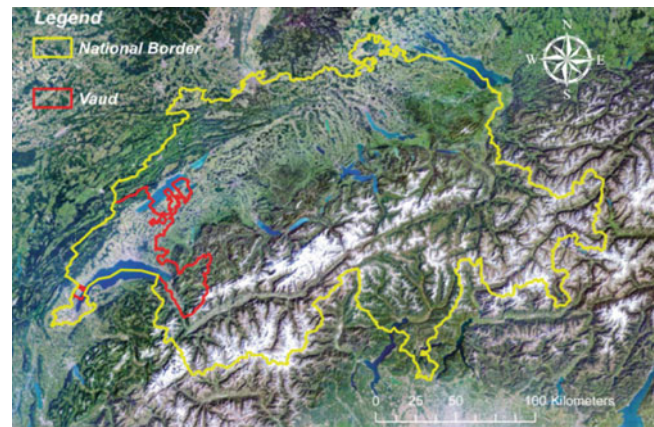 Legend
National Border
Vaud
N
W E
S
0 25 50 100 Kilometers